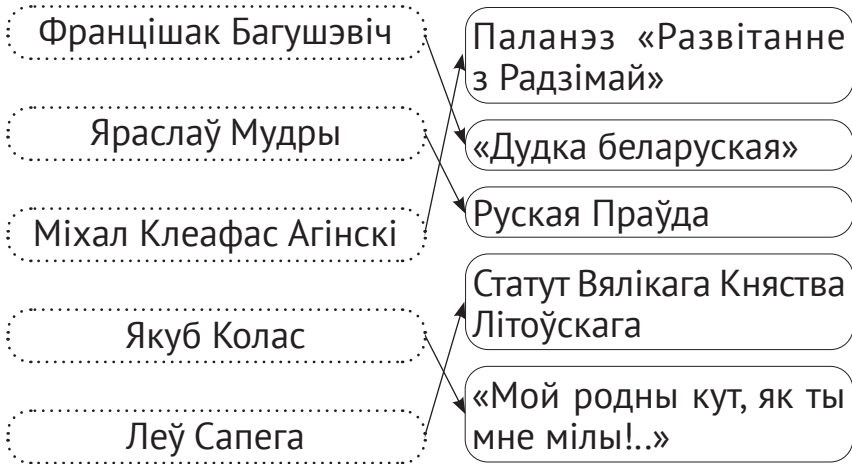 Францішак Багушэвіч
Яраслаў Мудры
Міхал Клеафас Агінскі
Якуб Колас
Леў Сапега
Паланэз «Развітанне
з Радзімай»
«Дудка беларуская»
Руская Праўда
Статут Вялікага Княства
Літоўскага
«Мой родны кут, як ты
мне мілы!..»